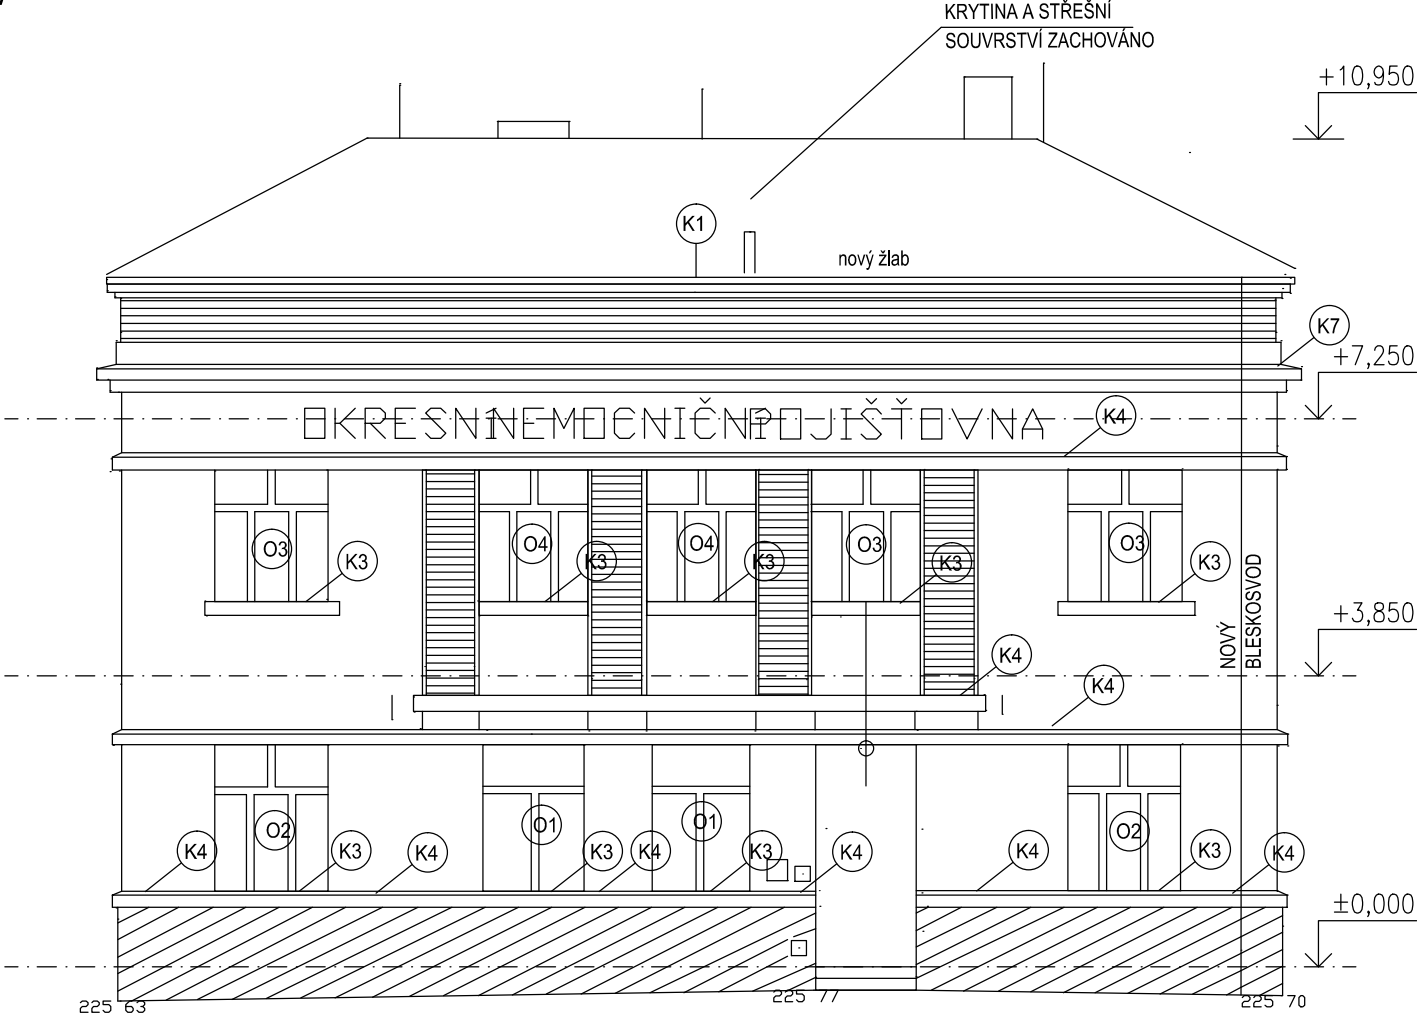 KRYTINA A STŘEŠNÍ
SOUVRSTVÍ ZACHOVÁNO
+10,950
K1
nový žlab
K7
+7,250
OKRESNÍ NEMOCNIČNÍ POJIŠŤOVNA
K4
O3
K3
O4
K3
O4
K3
O3
K3
O3
K3
NOVÝ
BLESKOSVOD
+3,850
K4
K4
K4
O2
K3
K4
O1
K3
K4
O1
K3
K4
K4
O2
K3
K4
±0,000
225 63
225 77
225 70